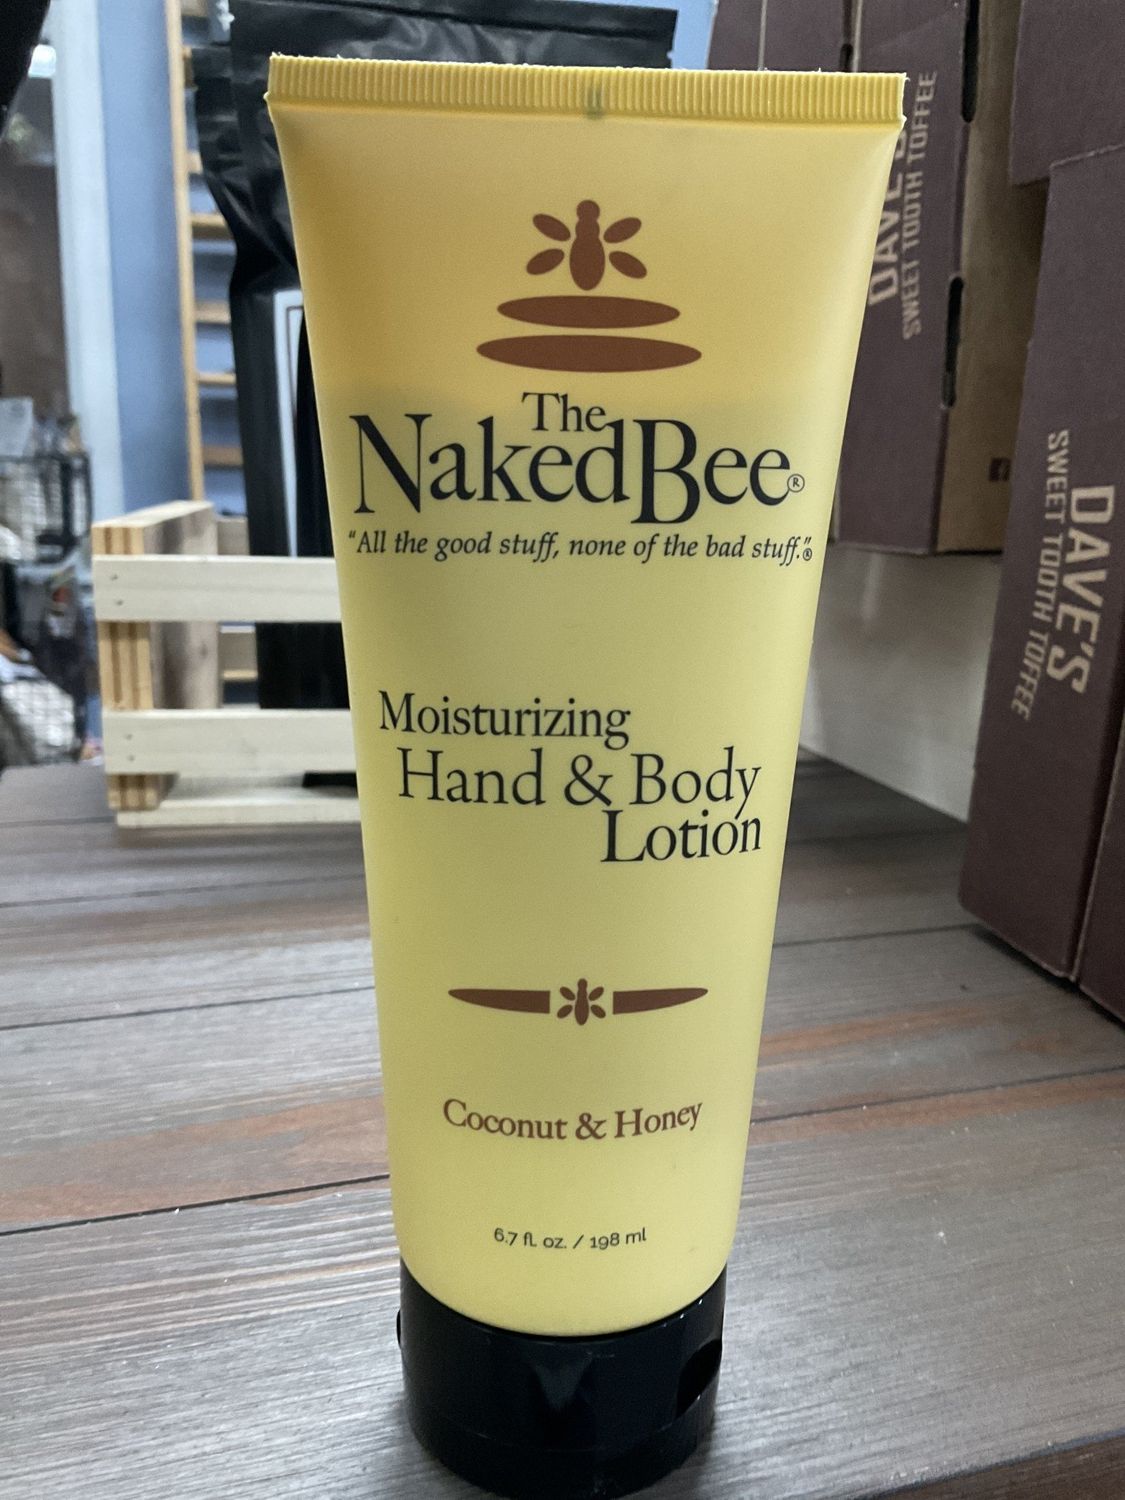 The
NakedBee®
"All the good stuff, none of the bad stuff."®
Moisturizing
Hand & Body
Lotion
Coconut & Honey
6.7 fl. oz. / 198 ml
DAVE'S
SWEET TOOTH TOFFEE
SWEET TOOTH TOFFEE